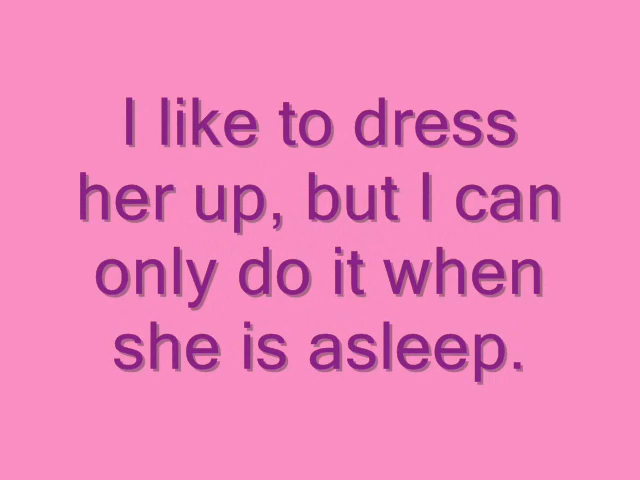 I like to dress
her up, but I can
only do it when
she is asleep.